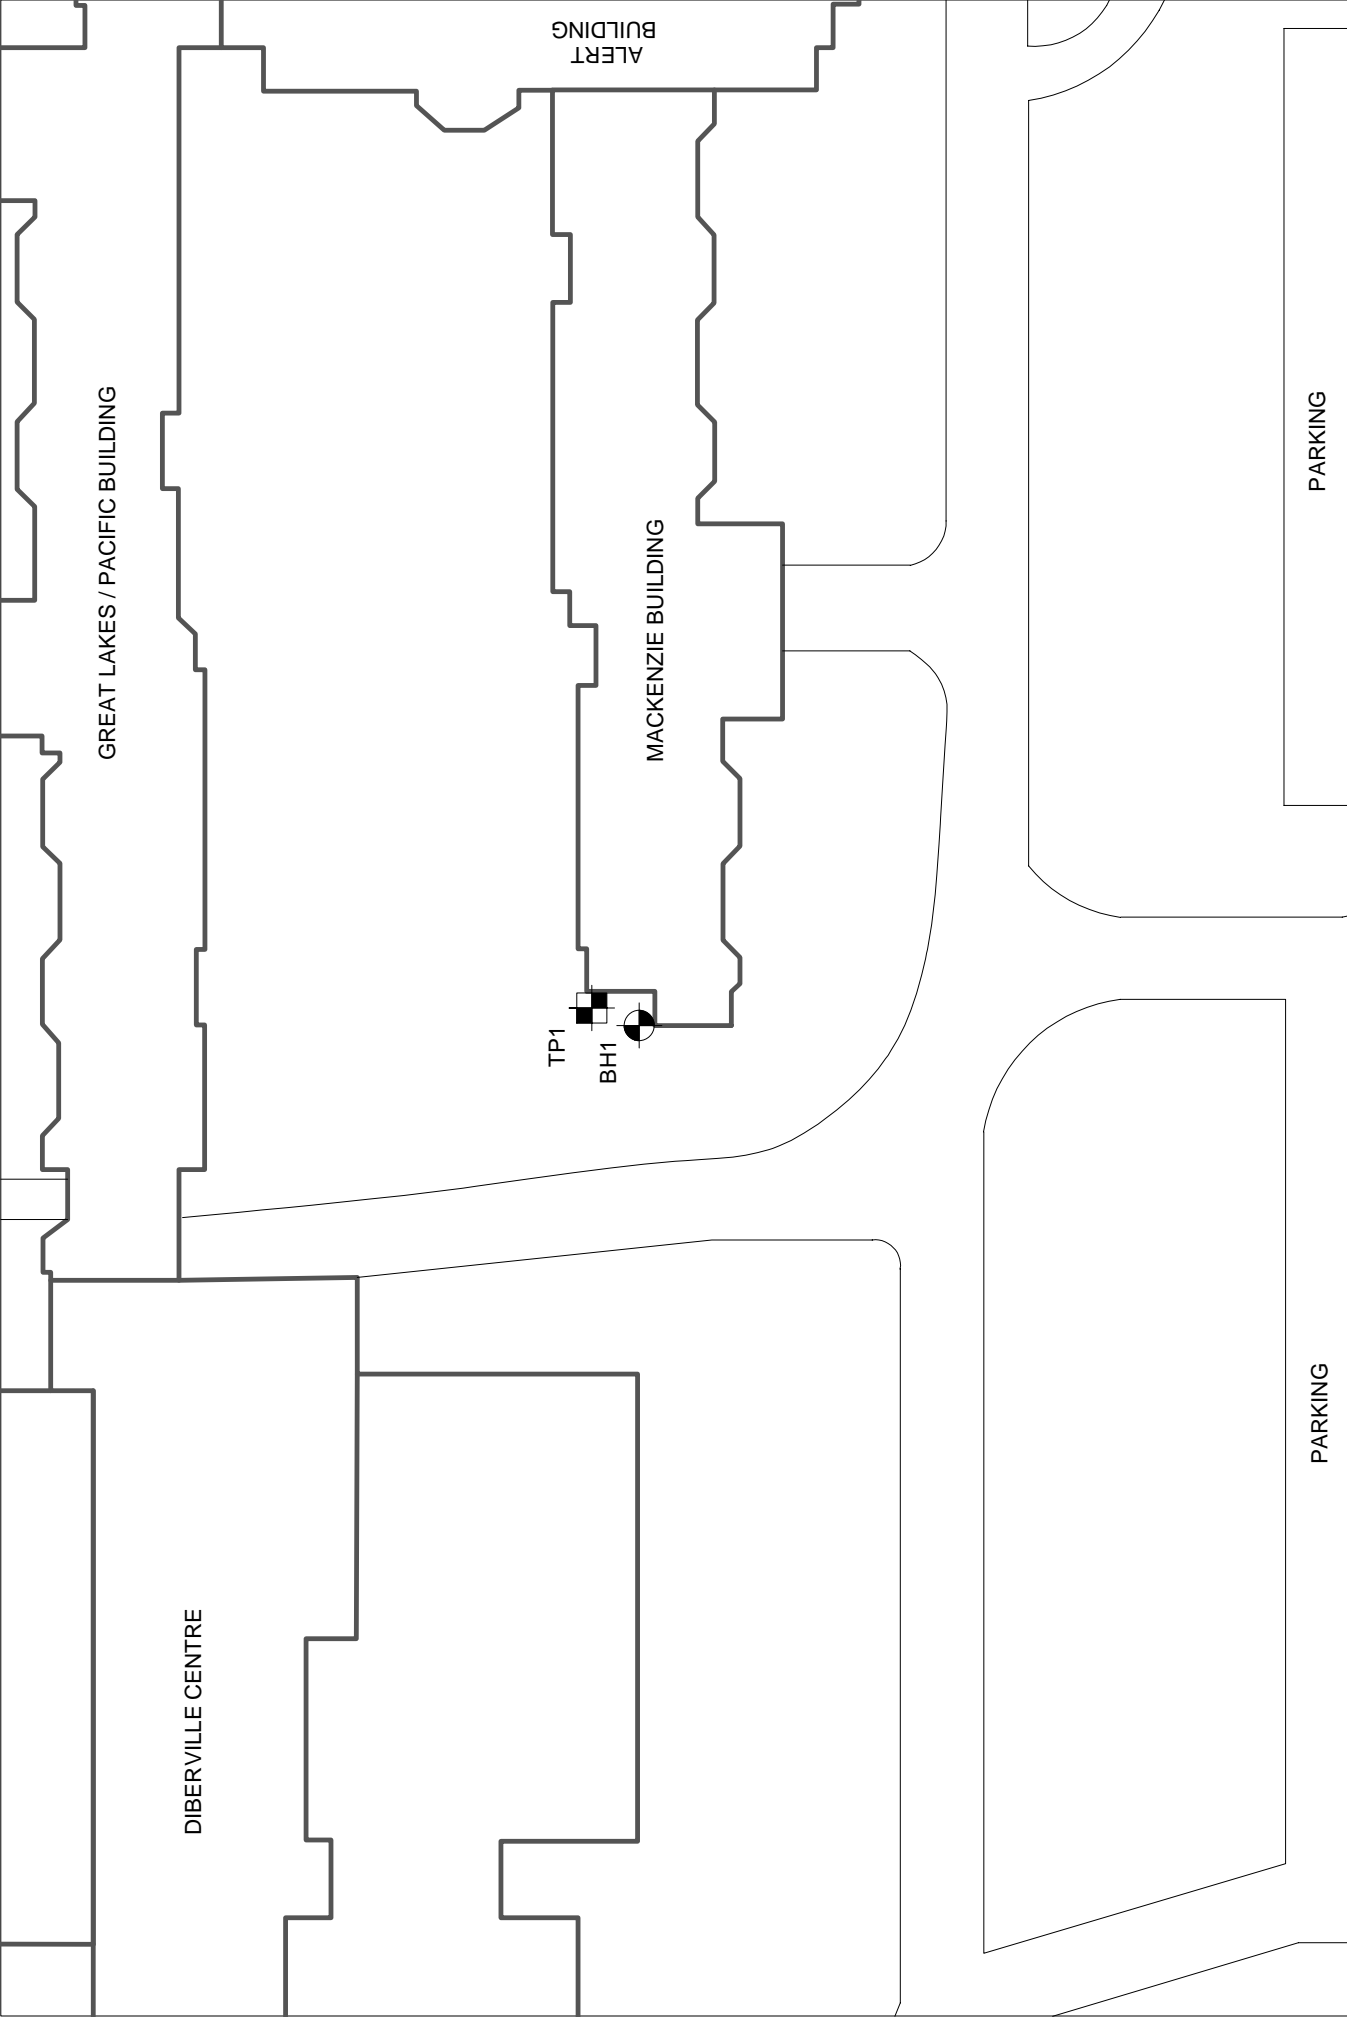 ALERT
BUILDING
GREAT LAKES / PACIFIC BUILDING
MACKENZIE BUILDING
PARKING
TP1
BH1
DIBERVILLE CENTRE
PARKING